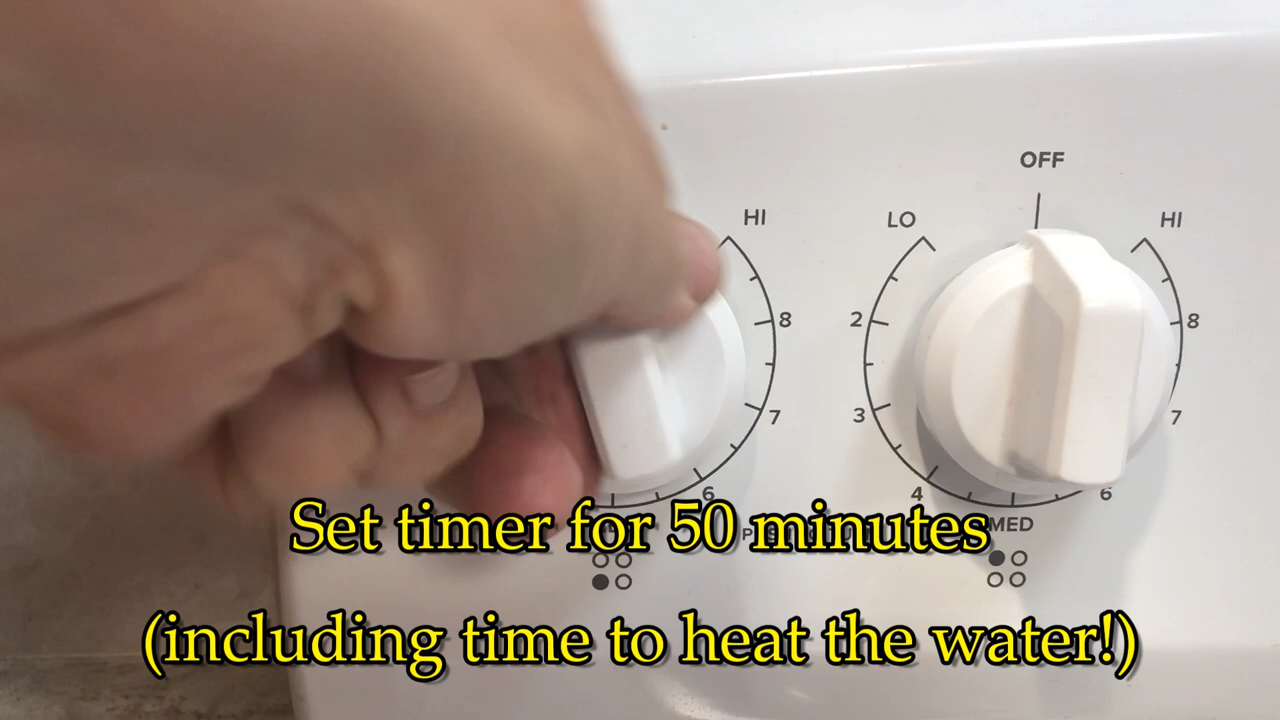 OFF
HI
LO
HI
8
2
8
7
3
7
6
4
6
MED
Set timer for 50 minutes
(including time to heat the water!)